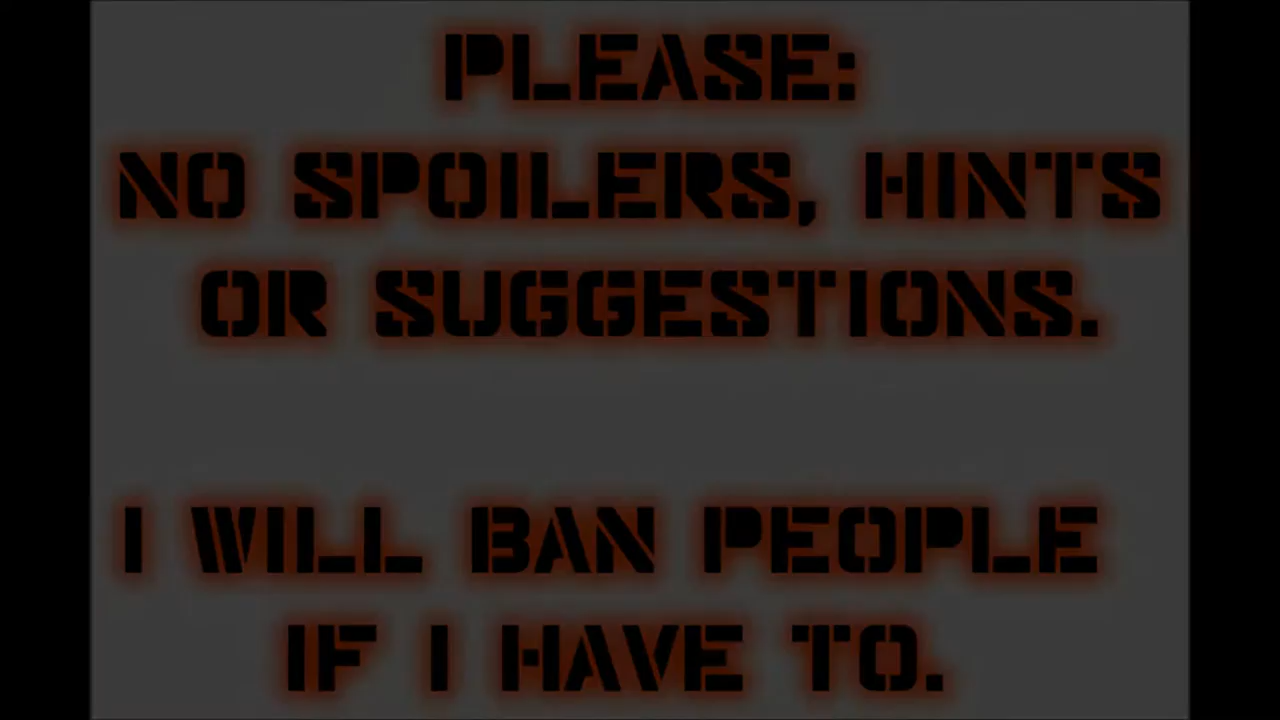 PLEASE:
NO SPOILERS, HINTS
OR SUGGESTIONS.
I WILL BAN PEOPLE
IF I HAVE TO.